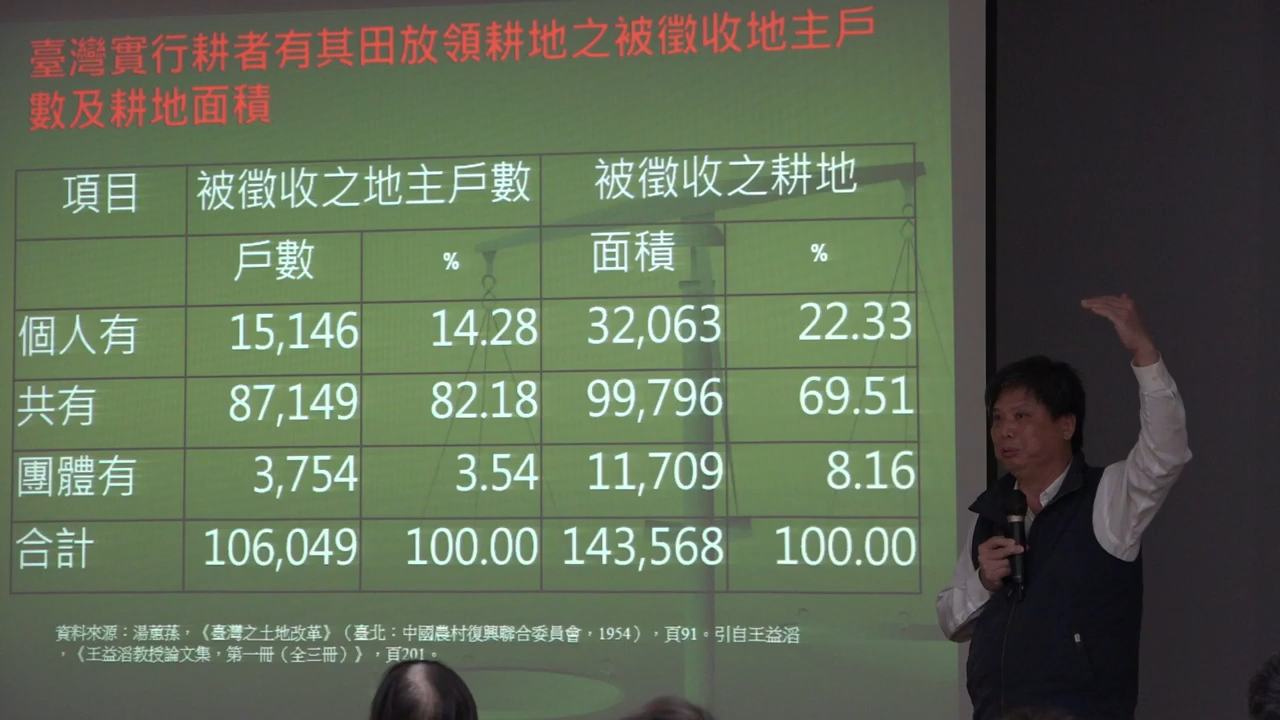 臺灣實行耕者有其田放領耕地之被徵收地主戶
數及耕地面積
項目 被徵收之地主戶數 被徵收之耕地
戶數 % 面積 %
個人有 15,146 14.28 32,063 22.33
共有 87,149 82.18 99,796 69.51
團體有 3,754 3.54 11,709 8.16
合計 106,049 100.00 143,568 100.00
資料來源：湯蕙蓀，《臺灣之土地改革》（臺北：中國農村復興聯合委員會，1954），頁91。引自王益滔
，《王益滔教授論文集，第一冊（全三冊）》，頁201。